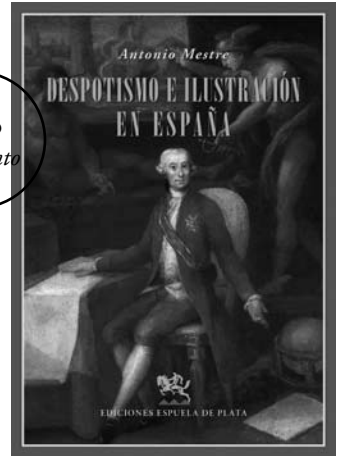 Antonio Mestre
DESPOTISMO E ILUSTRACIÓN
EN ESPAÑA
EDICIONES ESPUELA DE PLATA